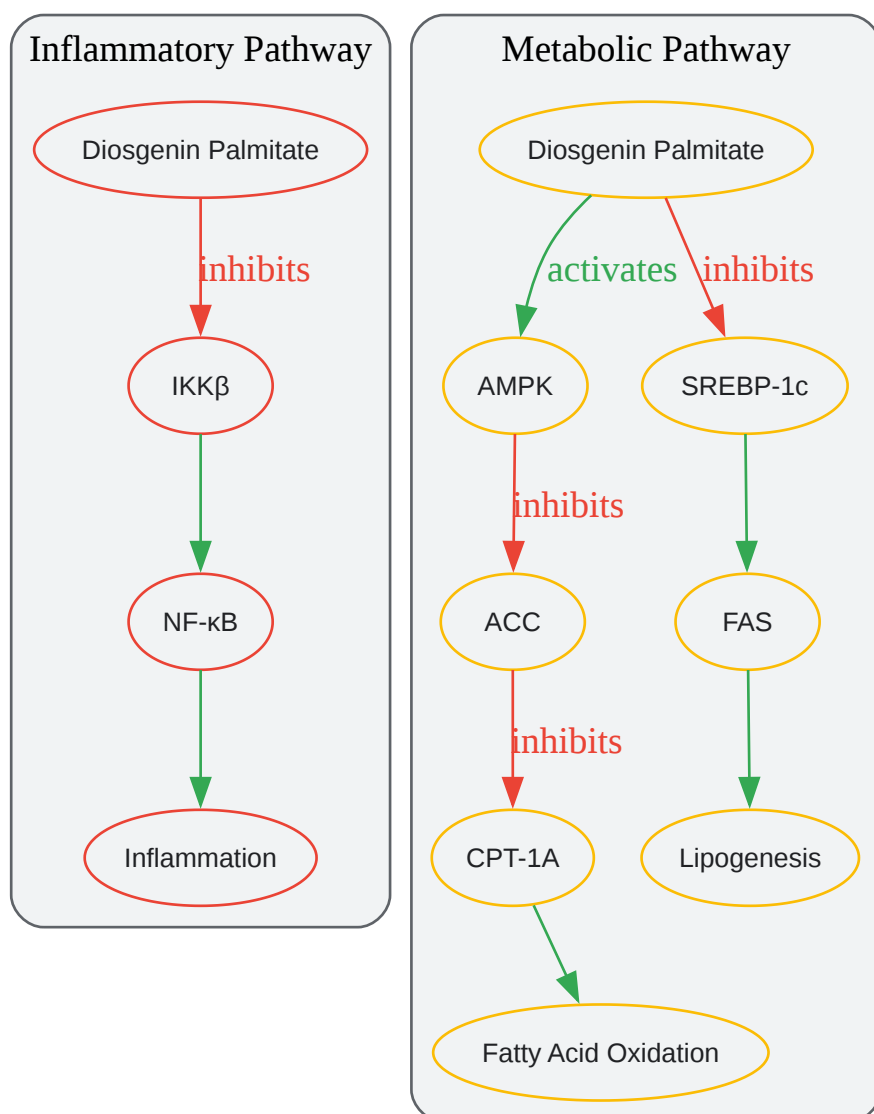 Inflammatory Pathway
Diosgenin Palmitate
inhibits
IKKβ
NF-κB
Inflammation
Metabolic Pathway
Diosgenin Palmitate
activates
inhibits
AMPK
SREBP-1c
inhibits
ACC
FAS
inhibits
CPT-1A
Lipogenesis
Fatty Acid Oxidation